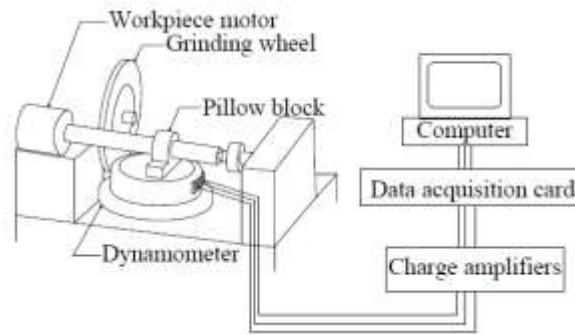 Workpiece motor
Grinding wheel
Pillow block
Dynamometer
Computer
Data acquisition card
Charge amplifiers